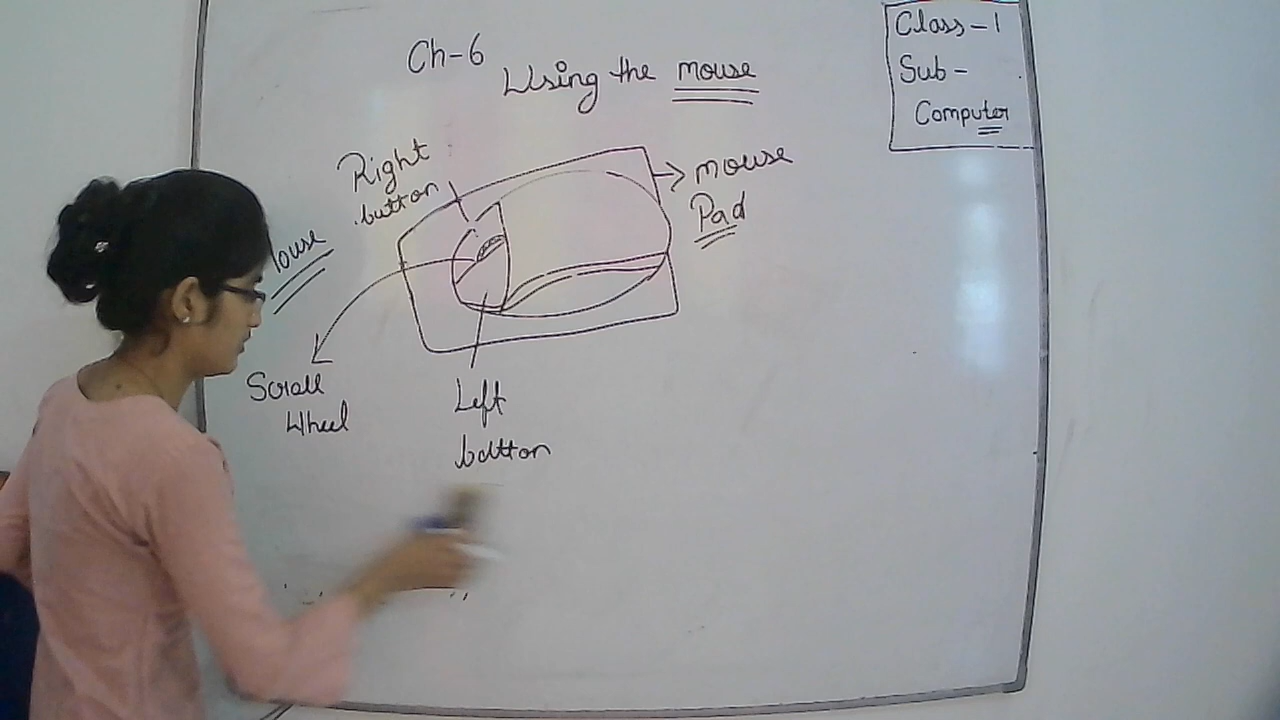 Class-1
Sub-
Computer
Ch-6
Using the mouse
Right
button
mouse
Pad
Scroll
Wheel
Left
button